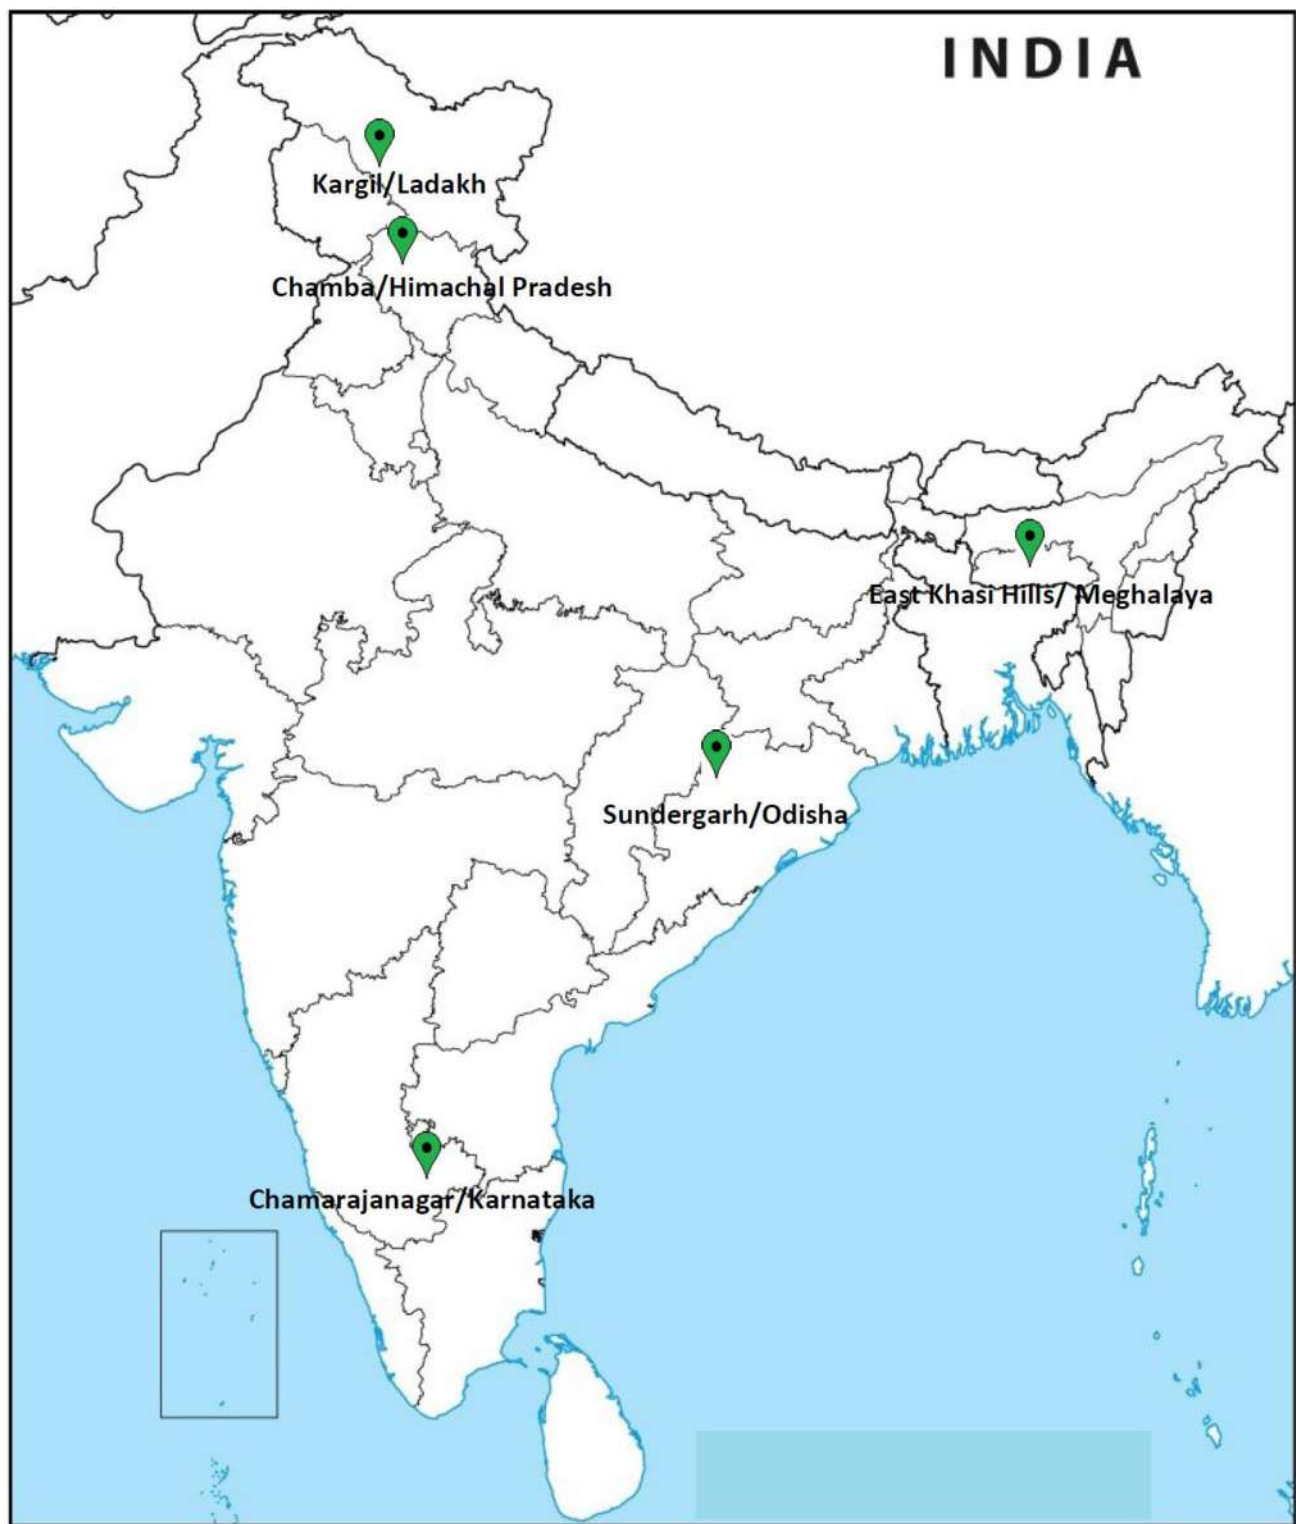 INDIA
Kargil/Ladakh
Chamba/Himachal Pradesh
East Khasi Hills/ Meghalaya
Sundergarh/Odisha
Chamarajanagar/Karnataka